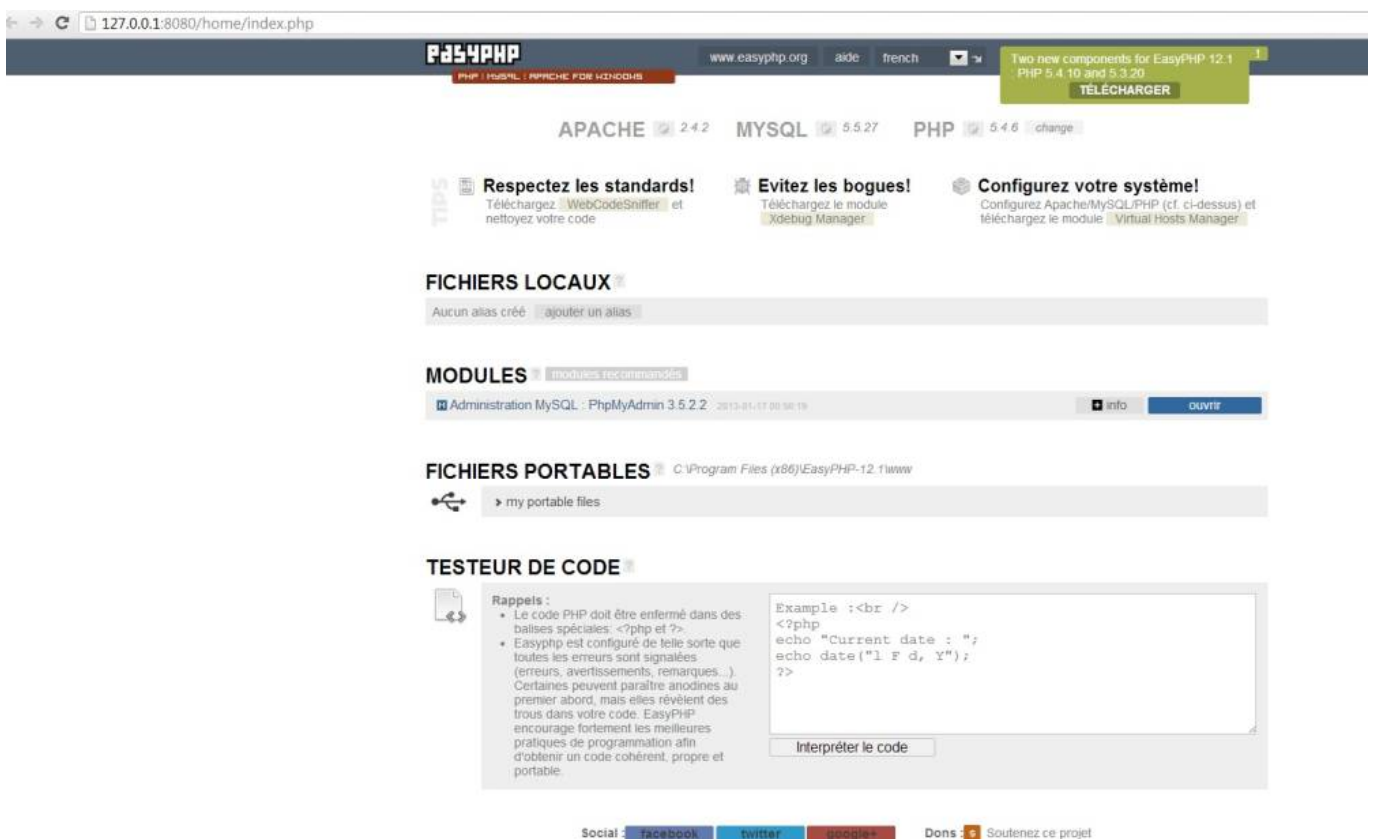 127.0.0.1:8080/home/index.php
EASYPHP
PHP | MYSQL | APACHE FOR WINDOWS
www.easyphp.org aide french
Two new components for EasyPHP 12.1 !
PHP 5.4.10 and 5.3.20
TÉLÉCHARGER
APACHE 2.4.2 MYSQL 5.5.27 PHP 5.4.6 change
TIPS
Respectez les standards!
Téléchargez WebCodeSniffer et
nettoyez votre code
Evitez les bogues!
Téléchargez le module
Xdebug Manager
Configurez votre système!
Configurez Apache/MySQL/PHP (cf. ci-dessus) et
téléchargez le module Virtual Hosts Manager
FICHIERS LOCAUX ?
Aucun alias créé ajouter un alias
MODULES ? modules recommandés
Administration MySQL : PhpMyAdmin 3.5.2.2 info ouvrir
FICHIERS PORTABLES ? C:\Program Files (x86)\EasyPHP-12.1\www
my portable files
TESTEUR DE CODE ?
Rappels :
• Le code PHP doit être enfermé dans des
balises spéciales: <?php et ?>.
• Easyphp est configuré de telle sorte que
toutes les erreurs sont signalées
(erreurs, avertissements, remarques...).
Certaines peuvent paraître anodines au
premier abord, mais elles révèlent des
trous dans votre code. EasyPHP
encourage fortement les meilleures
pratiques de programmation afin
d'obtenir un code cohérent, propre et
portable.
Example :<br />
<?php
echo "Current date : ";
echo date("l F d, Y");
?>
Interpréter le code
Social : facebook twitter google+ Dons : s Soutenez ce projet